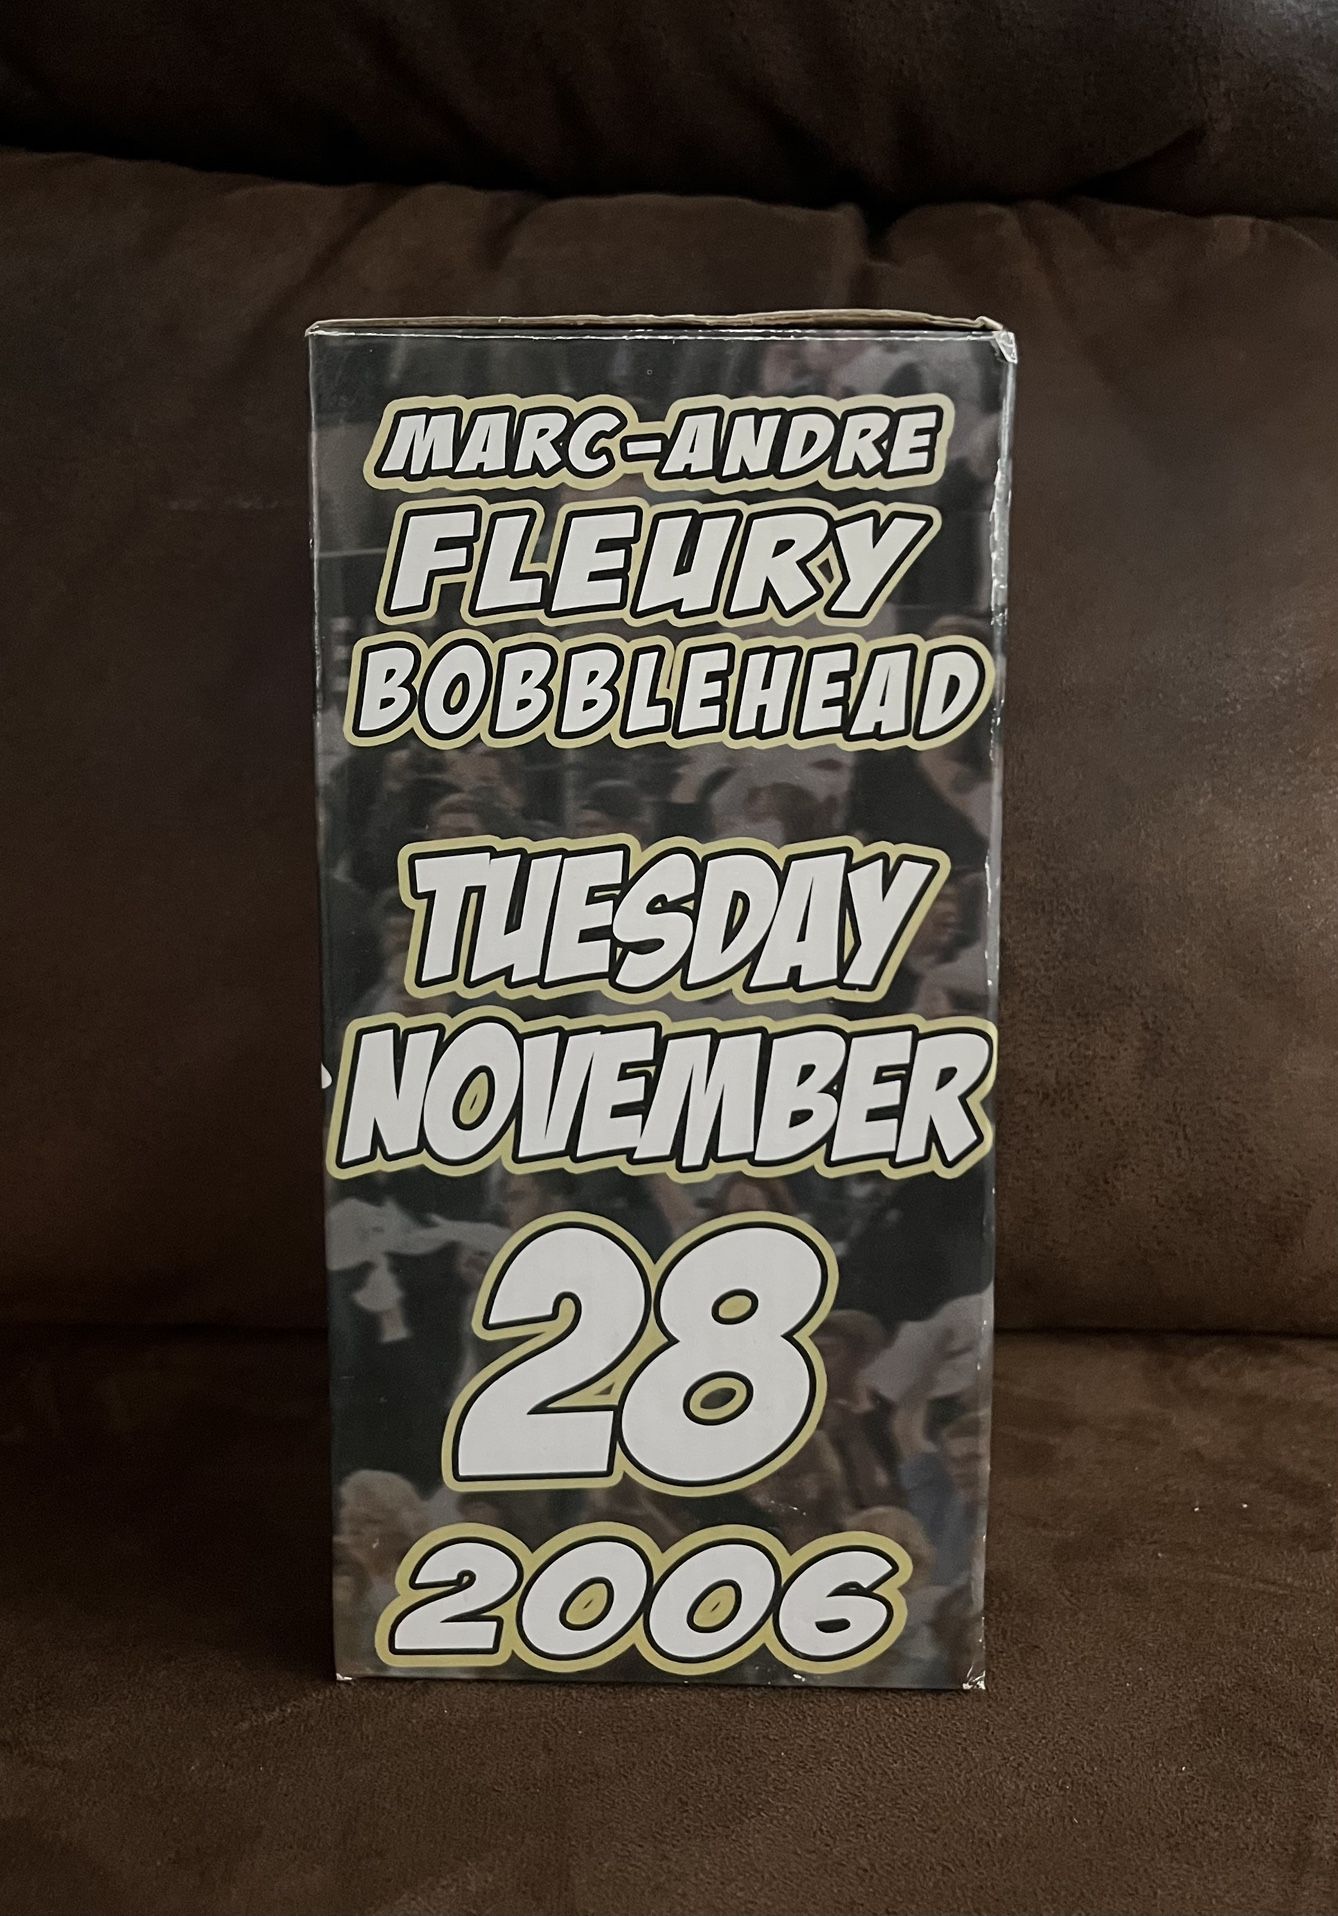 MARC-ANDRE
FLEURY
BOBBLEHEAD
TUESDAY
NOVEMBER
28
2006